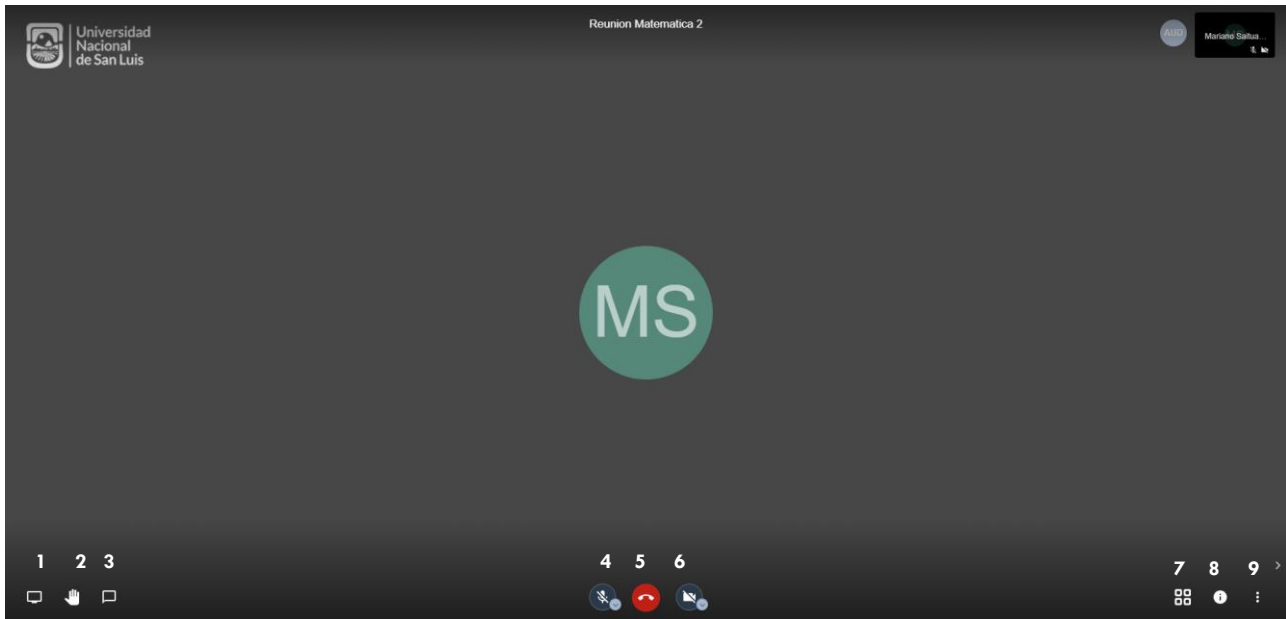 Universidad
Nacional
de San Luis
Reunion Matematica 2
AUD
Mariano Saitua...
MS
1 2 3
4 5 6
7 8 9